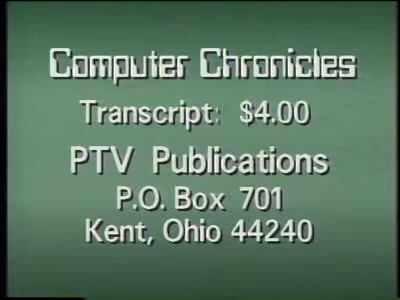 Computer Chronicles
Transcript: $4.00
PTV Publications
P.O. Box 701
Kent, Ohio 44240